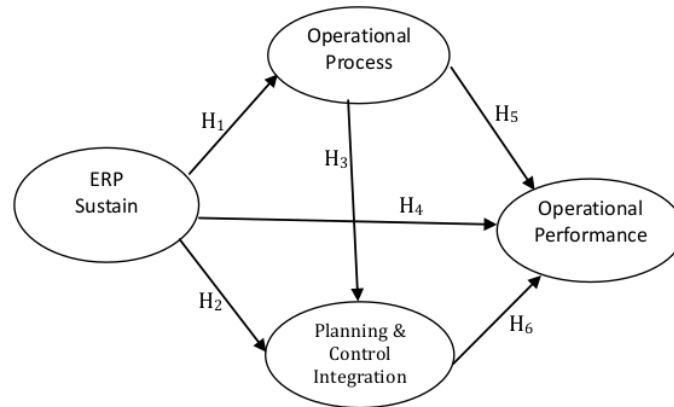 Operational
Process
H₁
H₅
H₃
ERP
Sustain
H₄
Operational
Performance
H₂
Planning &
Control
Integration
H₆